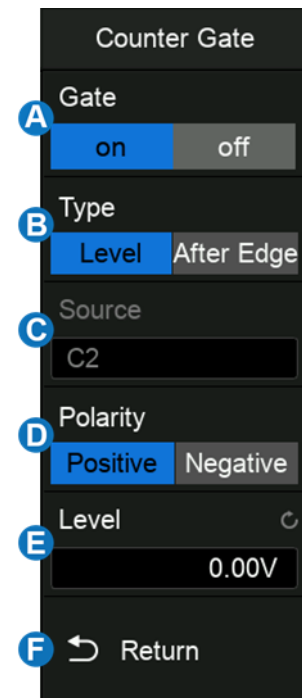 Counter Gate
Gate
A
on off
Type
B
Level After Edge
Source
C
C2
Polarity
D
Positive Negative
Level
E
0.00V
F Return